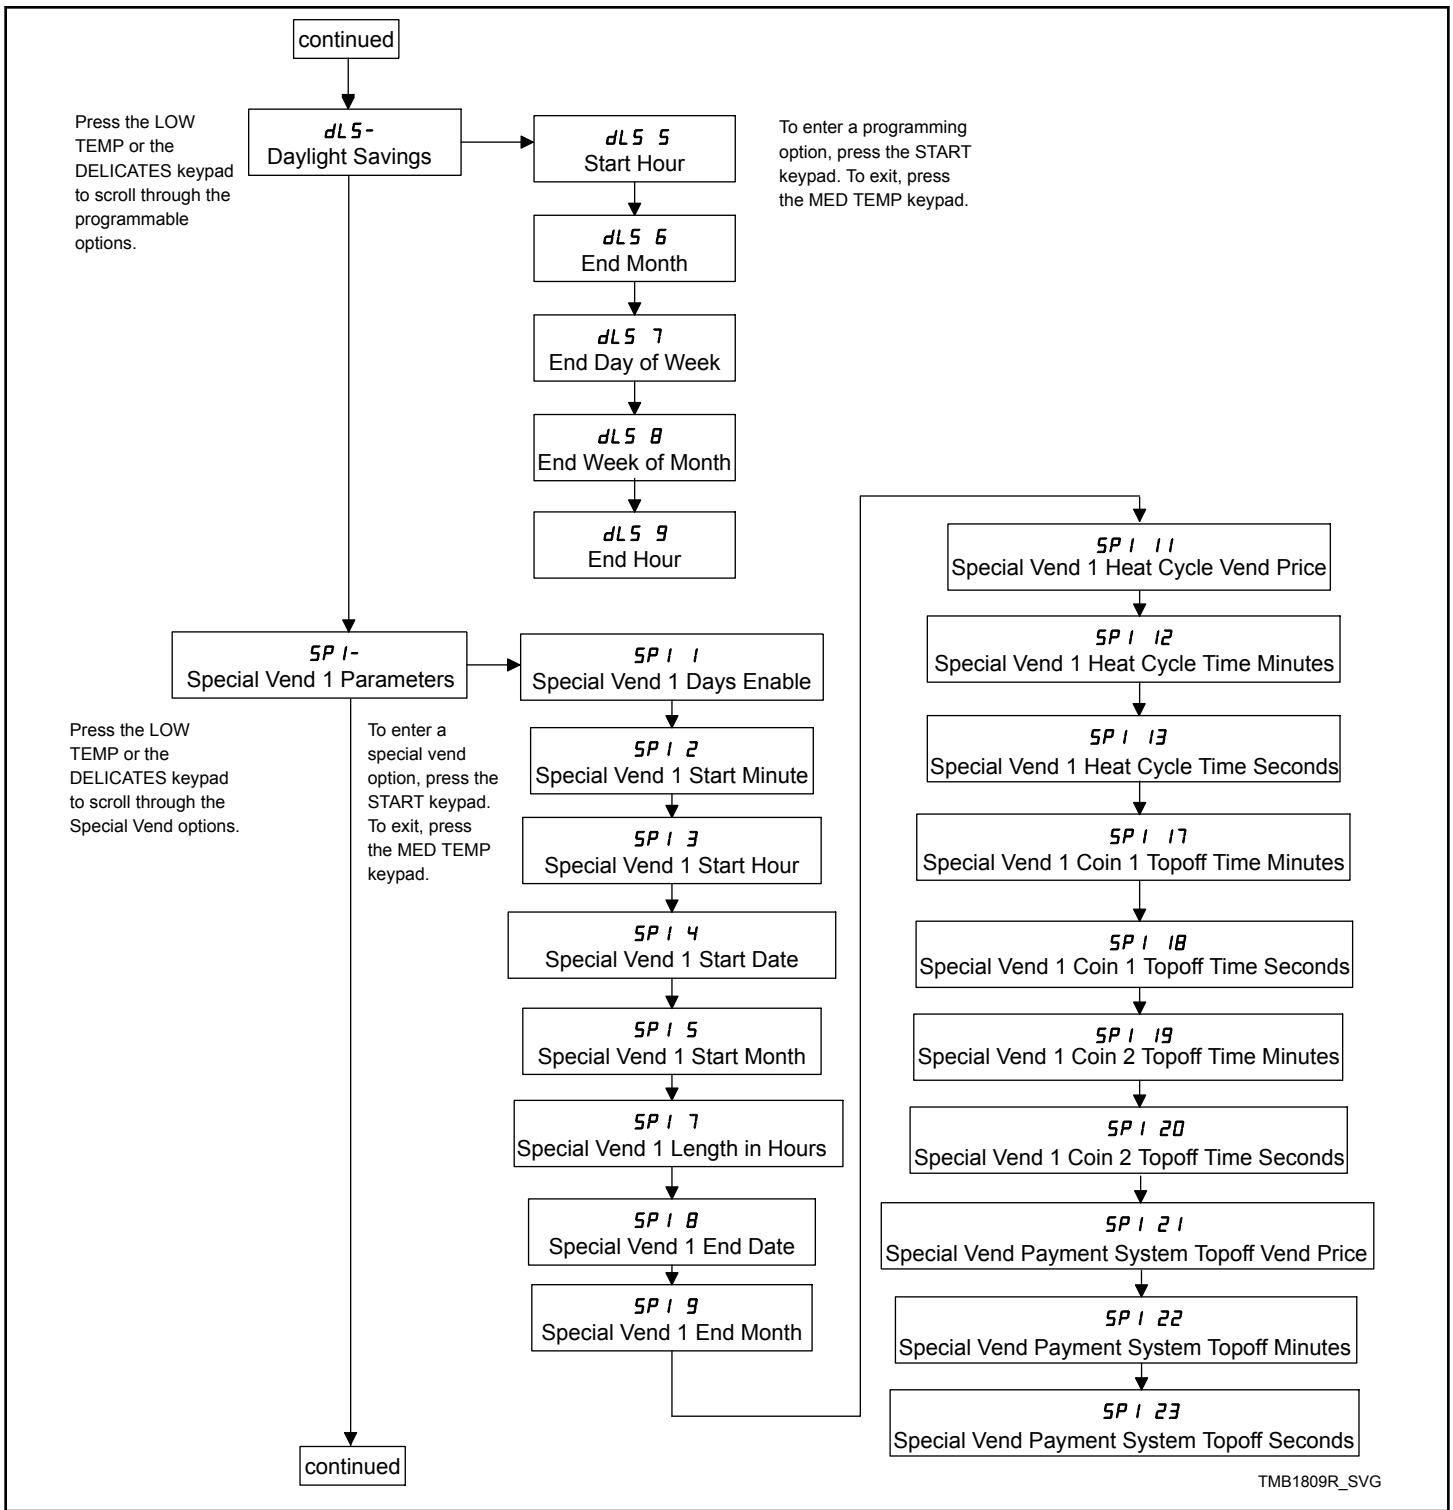 continued
Press the LOW
TEMP or the
DELICATES keypad
to scroll through the
programmable
options.
dLS-
Daylight Savings
dLS 5
Start Hour
To enter a programming
option, press the START
keypad. To exit, press
the MED TEMP keypad.
dLS 6
End Month
dLS 7
End Day of Week
dLS 8
End Week of Month
dLS 9
End Hour
SP1-
Special Vend 1 Parameters
Press the LOW
TEMP or the
DELICATES keypad
to scroll through the
Special Vend options.
To enter a
special vend
option, press the
START keypad.
To exit, press
the MED TEMP
keypad.
SP1 1
Special Vend 1 Days Enable
SP1 2
Special Vend 1 Start Minute
SP1 3
Special Vend 1 Start Hour
SP1 4
Special Vend 1 Start Date
SP1 5
Special Vend 1 Start Month
SP1 7
Special Vend 1 Length in Hours
SP1 8
Special Vend 1 End Date
SP1 9
Special Vend 1 End Month
SP1 11
Special Vend 1 Heat Cycle Vend Price
SP1 12
Special Vend 1 Heat Cycle Time Minutes
SP1 13
Special Vend 1 Heat Cycle Time Seconds
SP1 17
Special Vend 1 Coin 1 Topoff Time Minutes
SP1 18
Special Vend 1 Coin 1 Topoff Time Seconds
SP1 19
Special Vend 1 Coin 2 Topoff Time Minutes
SP1 20
Special Vend 1 Coin 2 Topoff Time Seconds
SP1 21
Special Vend Payment System Topoff Vend Price
SP1 22
Special Vend Payment System Topoff Minutes
SP1 23
Special Vend Payment System Topoff Seconds
continued
TMB1809R_SVG